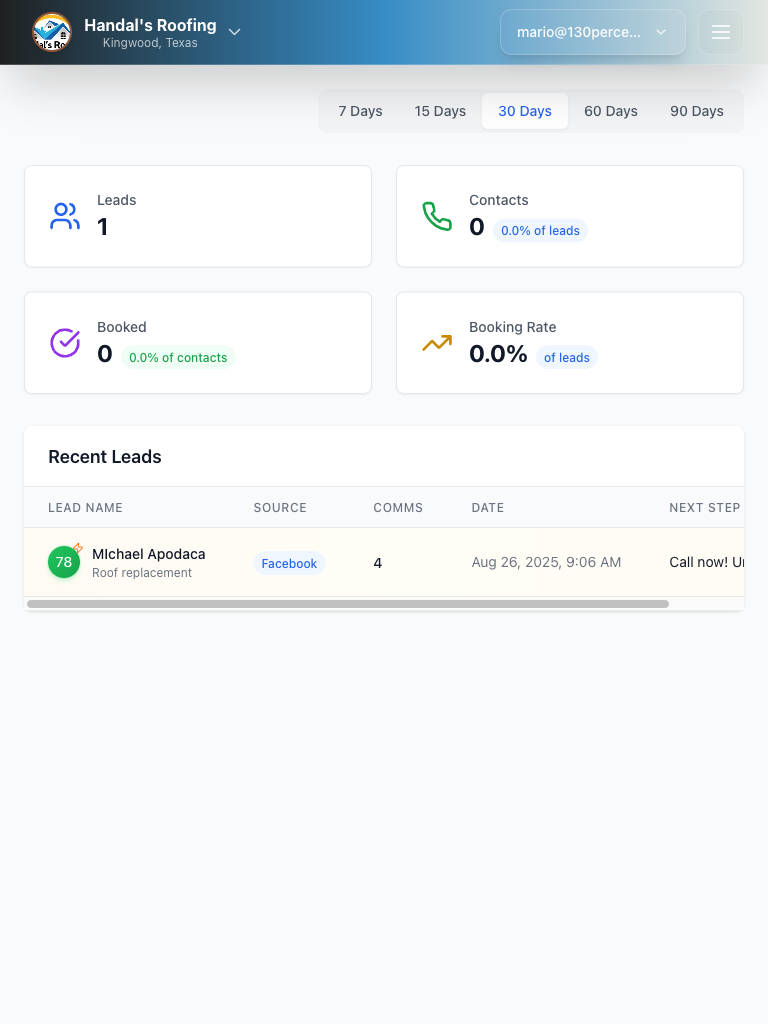 Handal's Roofing
Kingwood, Texas
mario@130perce...
7 Days 15 Days 30 Days 60 Days 90 Days
Leads
1
Contacts
0 0.0% of leads
Booked
0 0.0% of contacts
Booking Rate
0.0% of leads
Recent Leads
LEAD NAME SOURCE COMMS DATE NEXT STEP
78 MIchael Apodaca Facebook 4 Aug 26, 2025, 9:06 AM Call now!
Roof replacement